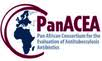 PanACEA
Pan African Consortium for the
Evaluation of Antituberculosis
Antibiotics